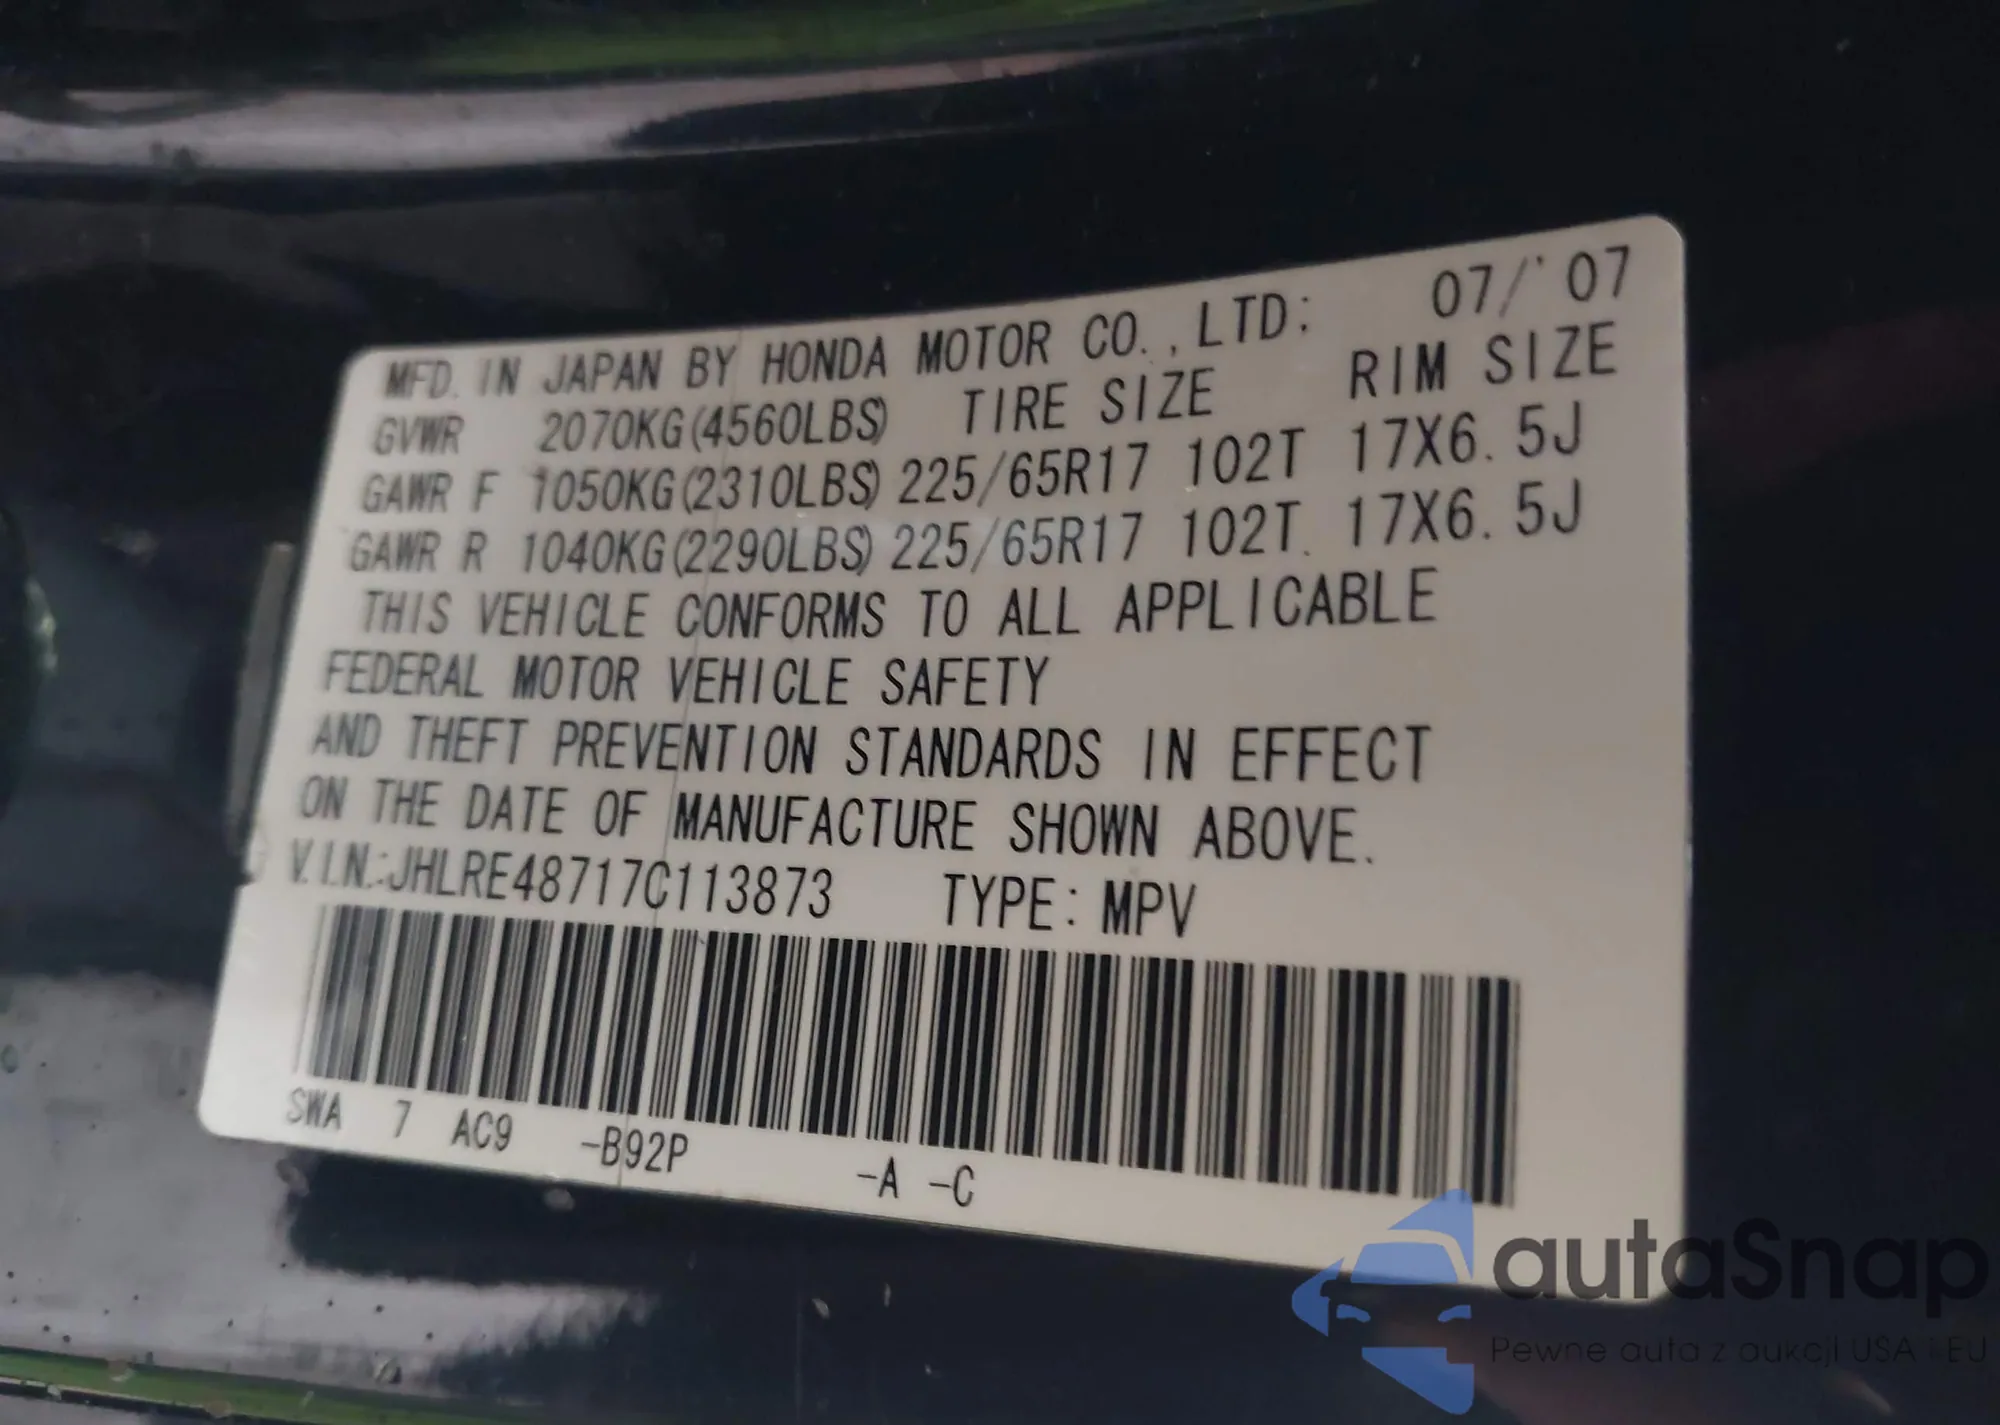 MFD. IN JAPAN BY HONDA MOTOR CO., LTD: 07/'07
GVWR 2070KG(4560LBS) TIRE SIZE RIM SIZE
GAWR F 1050KG(2310LBS) 225/65R17 102T 17X6.5J
GAWR R 1040KG(2290LBS) 225/65R17 102T 17X6.5J
THIS VEHICLE CONFORMS TO ALL APPLICABLE
FEDERAL MOTOR VEHICLE SAFETY
AND THEFT PREVENTION STANDARDS IN EFFECT
ON THE DATE OF MANUFACTURE SHOWN ABOVE.
V.I.N.:JHLRE48717C113873 TYPE: MPV
SWA 7 AC9 -B92P -A -C
autaSnap
Pewne auta z aukcji USA i EU